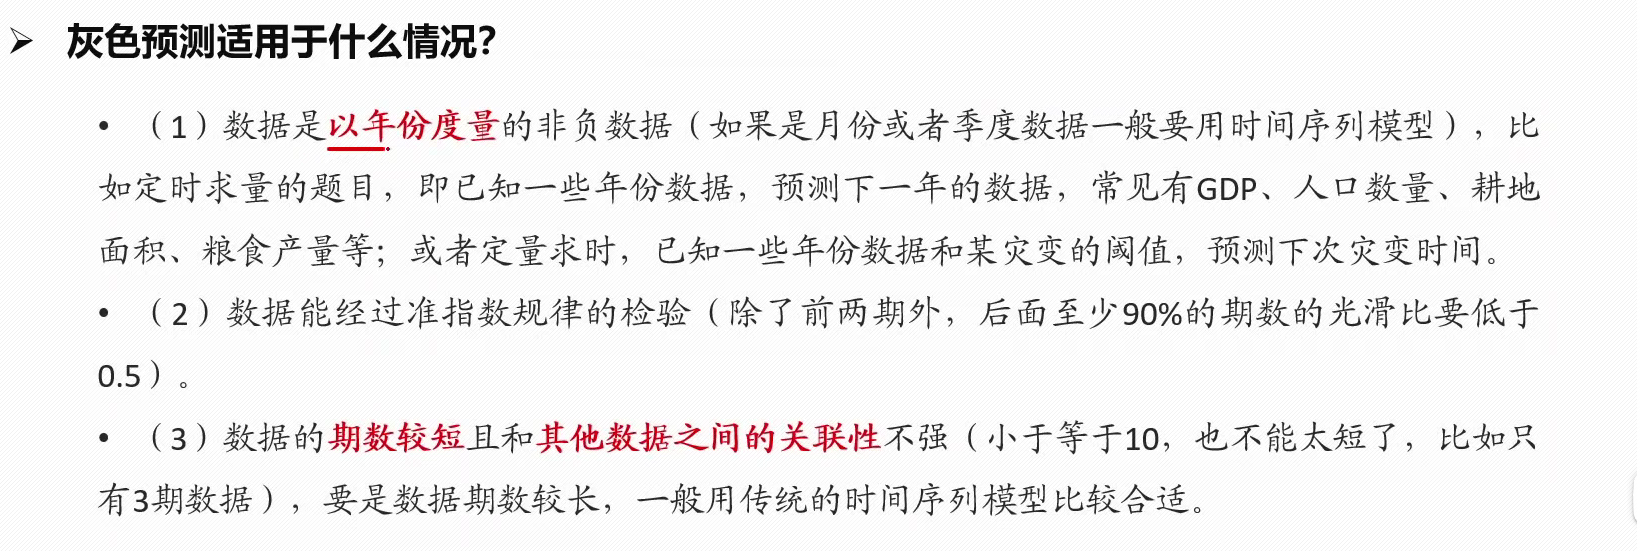 ➢ 灰色预测适用于什么情况？
• （1）数据是以年份度量的非负数据（如果是月份或者季度数据一般要用时间序列模型），比
如定时求量的题目，即已知一些年份数据，预测下一年的数据，常见有GDP、人口数量、耕地
面积、粮食产量等；或者定量求时，已知一些年份数据和某灾变的阈值，预测下次灾变时间。
• （2）数据能经过准指数规律的检验（除了前两期外，后面至少90%的期数的光滑比要低于
0.5）。
• （3）数据的期数较短且和其他数据之间的关联性不强（小于等于10，也不能太短了，比如只
有3期数据），要是数据期数较长，一般用传统的时间序列模型比较合适。